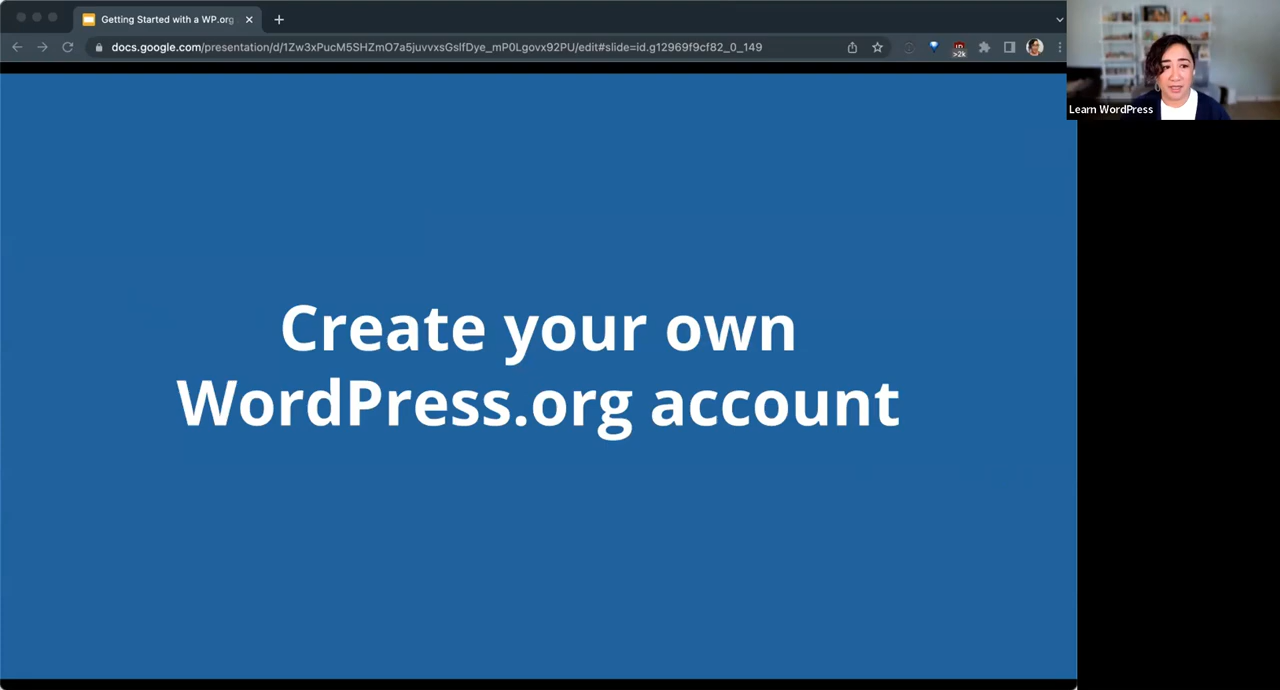 Getting Started with a WP.org
docs.google.com/presentation/d/1Zw3xPucM5SHZmO7a5juvvxsGslfDye_mP0Lgovx92PU/edit#slide=id.g12969f9cf82_0_149
>2k
Learn WordPress
Create your own
WordPress.org account